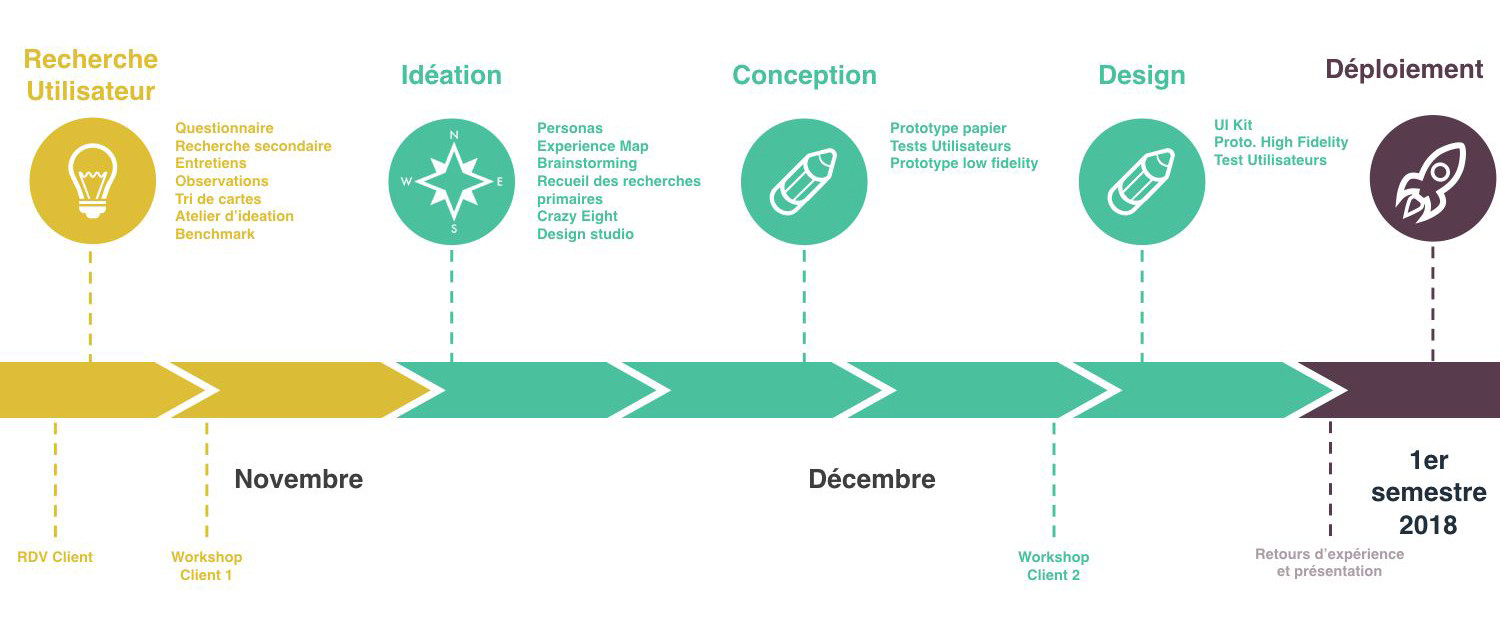 Recherche
Utilisateur
Questionnaire
Recherche secondaire
Entretiens
Observations
Tri de cartes
Atelier d'ideation
Benchmark
Idéation
N
W
E
S
Personas
Experience Map
Brainstorming
Recueil des recherches
primaires
Crazy Eight
Design studio
Conception
Prototype papier
Tests Utilisateurs
Prototype low fidelity
Design
UI Kit
Proto. High Fidelity
Test Utilisateurs
Déploiement
Novembre
Décembre
1er
semestre
2018
RDV Client
Workshop
Client 1
Workshop
Client 2
Retours d'expérience
et présentation